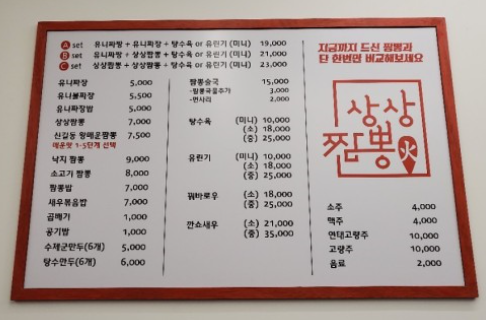 A set 유니짜장 + 유니짜장 + 탕수육 or 유린기 (미니) 19,000
B set 유니짜장 + 상상짬뽕 + 탕수육 or 유린기 (미니) 21,000
C set 상상짬뽕 + 상상짬뽕 + 탕수육 or 유린기 (미니) 23,000
유니짜장 5,000
유니불짜장 5,500
유니짜장밥 5,000
상상짬뽕 7,000
신길동 왕매운짬뽕 7,500
매운맛 1-5단계 선택
낙지 짬뽕 9,000
소고기 짬뽕 8,000
짬뽕밥 7,000
새우볶음밥 7,000
곱빼기 1,000
공기밥 1,000
수제군만두(6개) 5,000
탕수만두(6개) 6,000
짬뽕술국 15,000
-짬뽕국물추가 3,000
-면사리 2,000
탕수육 (미니) 10,000
(소) 18,000
(중) 25,000
유린기 (미니) 10,000
(소) 18,000
(중) 25,000
꿔바로우 (소) 18,000
(중) 25,000
깐쇼새우 (소) 21,000
(중) 35,000
지금까지 드신 짬뽕과
단 한번만 비교해보세요
상상
짬뽕 火
소주 4,000
맥주 4,000
연태고량주 10,000
고량주 10,000
음료 2,000